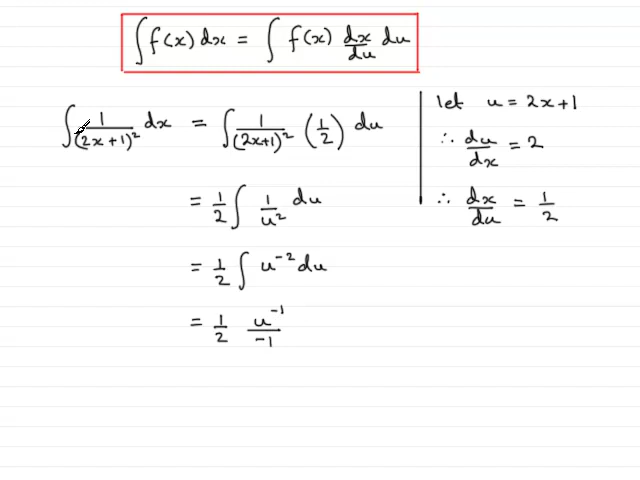 ∫ f(x) dx = ∫ f(x) dx/du du
∫ 1/(2x+1)² dx = ∫ 1/(2x+1)² (1/2) du
= 1/2 ∫ 1/u² du
= 1/2 ∫ u⁻² du
= 1/2 u⁻¹/-1
let u = 2x+1
∴ du/dx = 2
∴ dx/du = 1/2